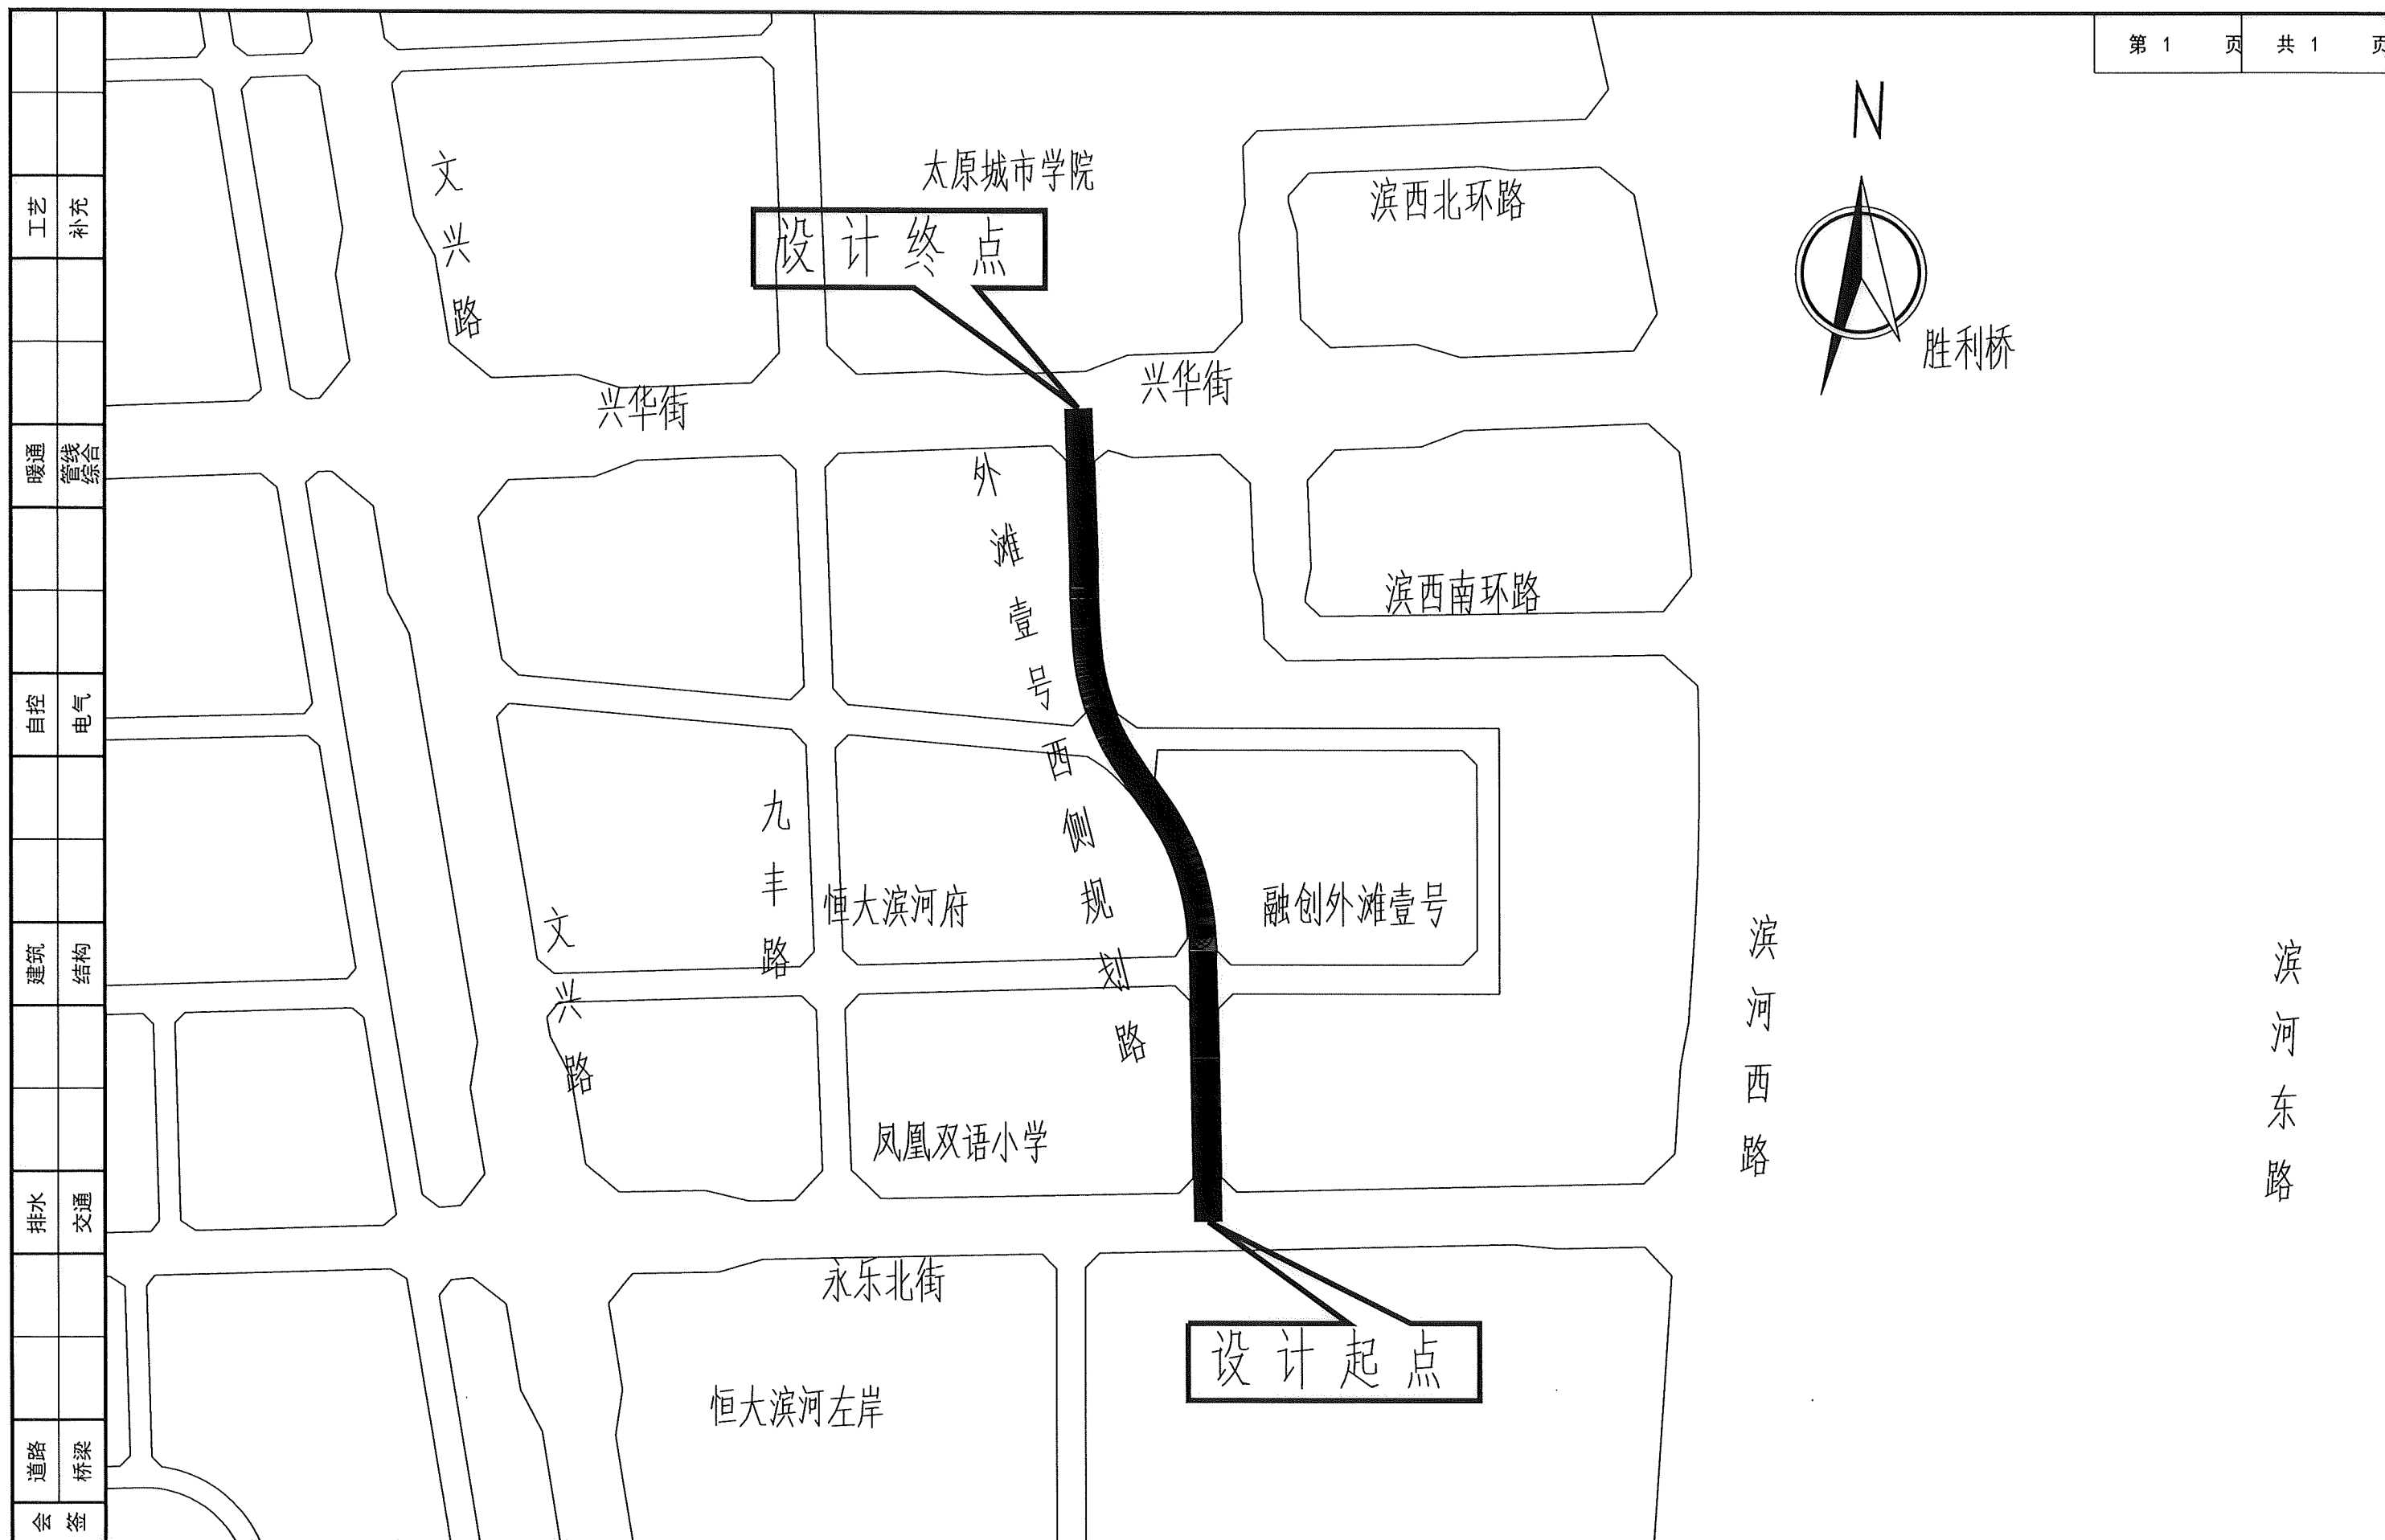 第 1 页 共 1 页
N
太原城市学院
滨西北环路
文兴路
设计终点
胜利桥
兴华街
兴华街
外滩壹号西侧规划路
滨西南环路
九丰路
恒大滨河府
融创外滩壹号
文兴路
滨河西路
滨河东路
凤凰双语小学
永乐北街
设计起点
恒大滨河左岸
工艺 补充
暖通 管线综合
自控 电气
建筑 结构
排水 交通
道路 桥梁
会签